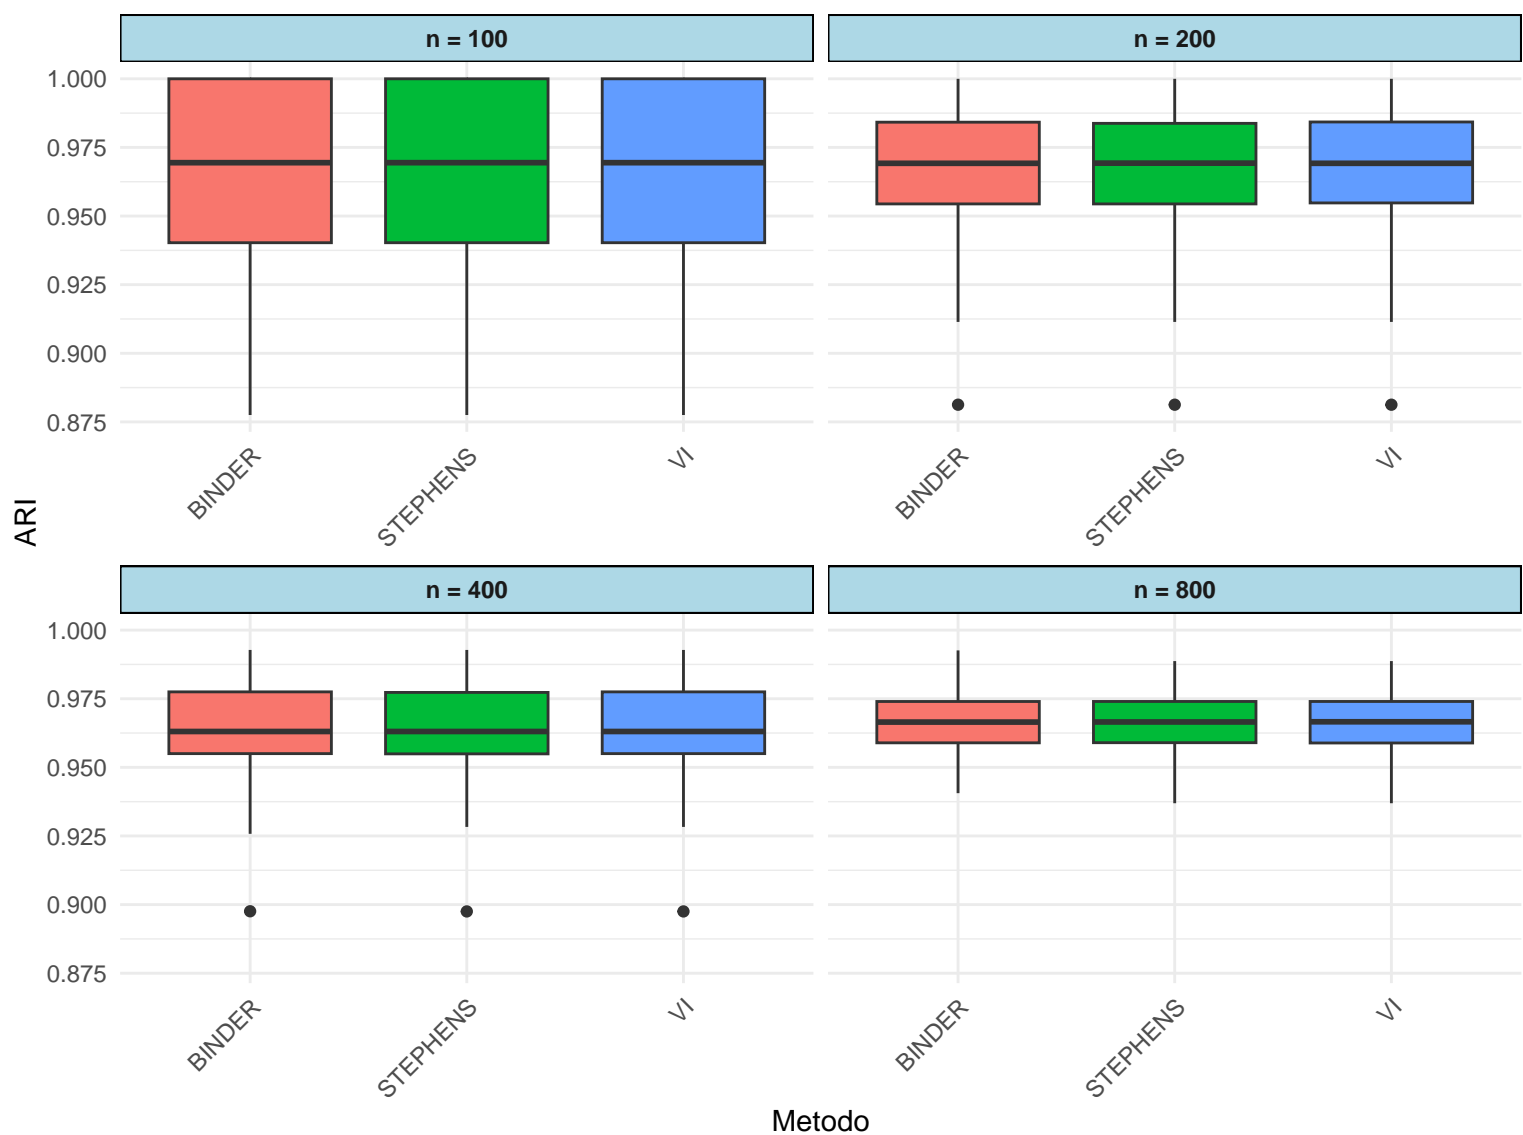 n = 100
n = 200
1.000
0.975
0.950
0.925
0.900
0.875
BINDER
STEPHENS
VI
BINDER
STEPHENS
VI
ARI
n = 400
n = 800
1.000
0.975
0.950
0.925
0.900
0.875
BINDER
STEPHENS
VI
BINDER
STEPHENS
VI
Metodo